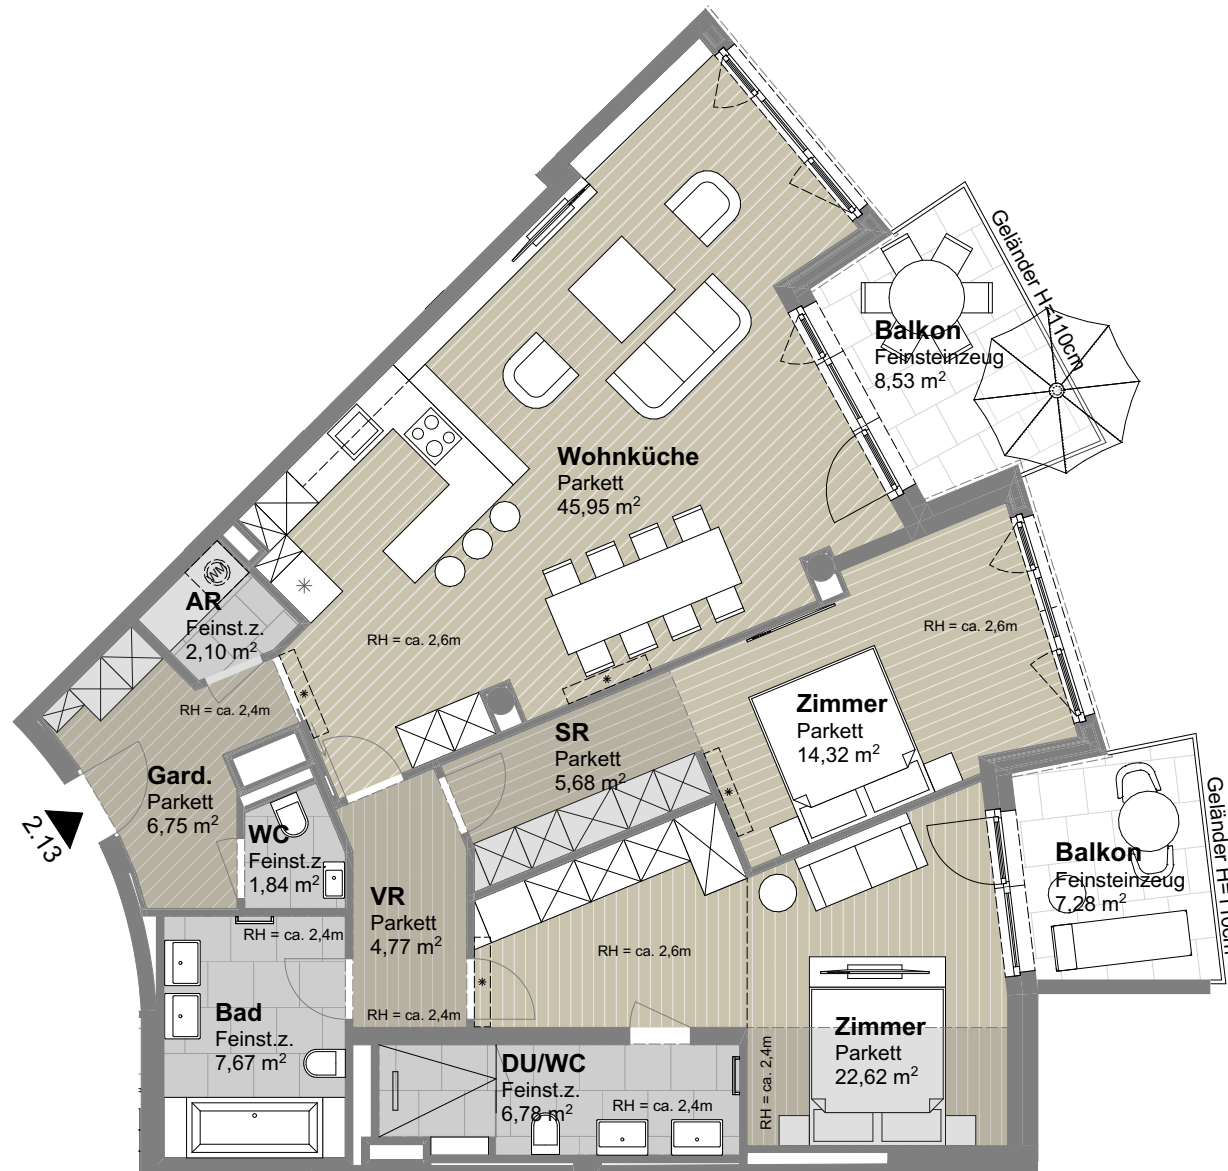 Geländer H=110cm
Balkon
Feinsteinzeug
8,53 m²
Wohnküche
Parkett
45,95 m²
WM
AR
Feinst.z.
2,10 m²
RH = ca. 2,6m
RH = ca. 2,6m
RH = ca. 2,4m
Zimmer
Parkett
14,32 m²
SR
Parkett
5,68 m²
Gard.
Parkett
6,75 m²
2.13
WC
Feinst.z.
1,84 m²
VR
Parkett
4,77 m²
Geländer H=110cm
Balkon
Feinsteinzeug
7,28 m²
RH = ca. 2,4m
RH = ca. 2,6m
Bad
Feinst.z.
7,67 m²
RH = ca. 2,4m
Zimmer
Parkett
22,62 m²
RH = ca. 2,4m
DU/WC
Feinst.z.
6,78 m²
RH = ca. 2,4m